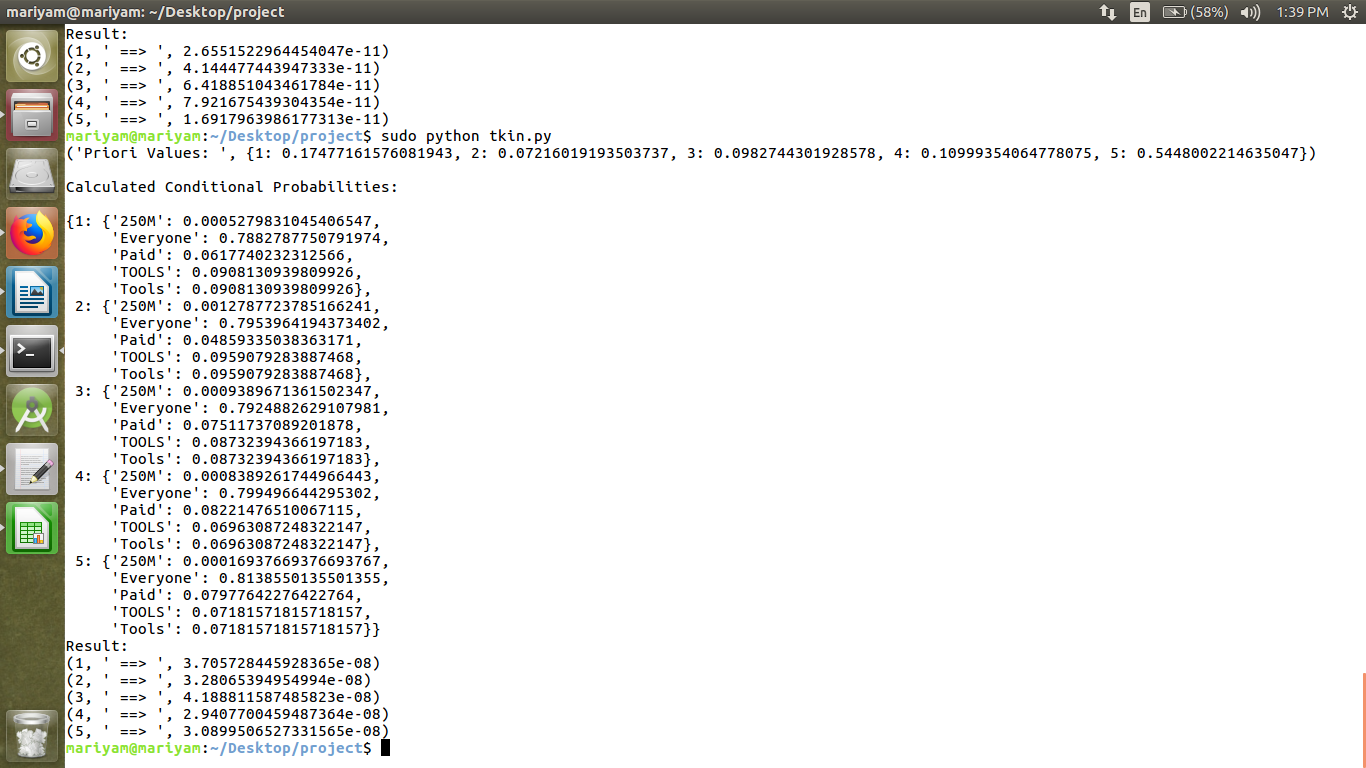 mariyam@mariyam: ~/Desktop/project En (58%) 1:39 PM
Result:
(1, ' ==> ', 2.6551522964454047e-11)
(2, ' ==> ', 4.144477443947333e-11)
(3, ' ==> ', 6.418851043461784e-11)
(4, ' ==> ', 7.921675439304354e-11)
(5, ' ==> ', 1.6917963986177313e-11)
mariyam@mariyam:~/Desktop/project$ sudo python tkin.py
('Priori Values: ', {1: 0.17477161576081943, 2: 0.07216019193503737, 3: 0.0982744301928578, 4: 0.10999354064778075, 5: 0.5448002214635047})
Calculated Conditional Probabilities:
{1: {'250M': 0.0005279831045406547,
'Everyone': 0.7882787750791974,
'Paid': 0.0617740232312566,
'TOOLS': 0.0908130939809926,
'Tools': 0.0908130939809926},
2: {'250M': 0.0012787723785166241,
'Everyone': 0.7953964194373402,
'Paid': 0.04859335038363171,
'TOOLS': 0.0959079283887468,
'Tools': 0.0959079283887468},
3: {'250M': 0.0009389671361502347,
'Everyone': 0.7924882629107981,
'Paid': 0.07511737089201878,
'TOOLS': 0.08732394366197183,
'Tools': 0.08732394366197183},
4: {'250M': 0.0008389261744966443,
'Everyone': 0.799496644295302,
'Paid': 0.08221476510067115,
'TOOLS': 0.06963087248322147,
'Tools': 0.06963087248322147},
5: {'250M': 0.00016937669376693767,
'Everyone': 0.8138550135501355,
'Paid': 0.07977642276422764,
'TOOLS': 0.07181571815718157,
'Tools': 0.07181571815718157}}
Result:
(1, ' ==> ', 3.705728445928365e-08)
(2, ' ==> ', 3.28065394954994e-08)
(3, ' ==> ', 4.188811587485823e-08)
(4, ' ==> ', 2.9407700459487364e-08)
(5, ' ==> ', 3.0899506527331565e-08)
mariyam@mariyam:~/Desktop/project$